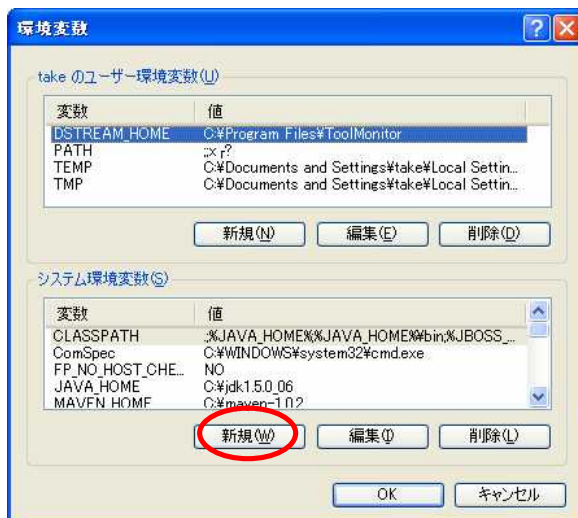 環境変数
take のユーザー環境変数(U)
変数 値
DSTREAM_HOME C:¥Program Files¥ToolMonitor
PATH
TEMP C:¥Documents and Settings¥take¥Local Settin...
TMP C:¥Documents and Settings¥take¥Local Settin...
新規(N) 編集(E) 削除(D)
システム環境変数(S)
変数 値
CLASSPATH .;%JAVA_HOME%;%JAVA_HOME%¥bin;%JBOSS_...
ComSpec C:¥WINDOWS¥system32¥cmd.exe
FP_NO_HOST_CHE... NO
JAVA_HOME C:¥jdk1.5.0_06
MAVEN_HOME C:¥maven-1.0.2
新規(W) 編集(I) 削除(L)
OK キャンセル